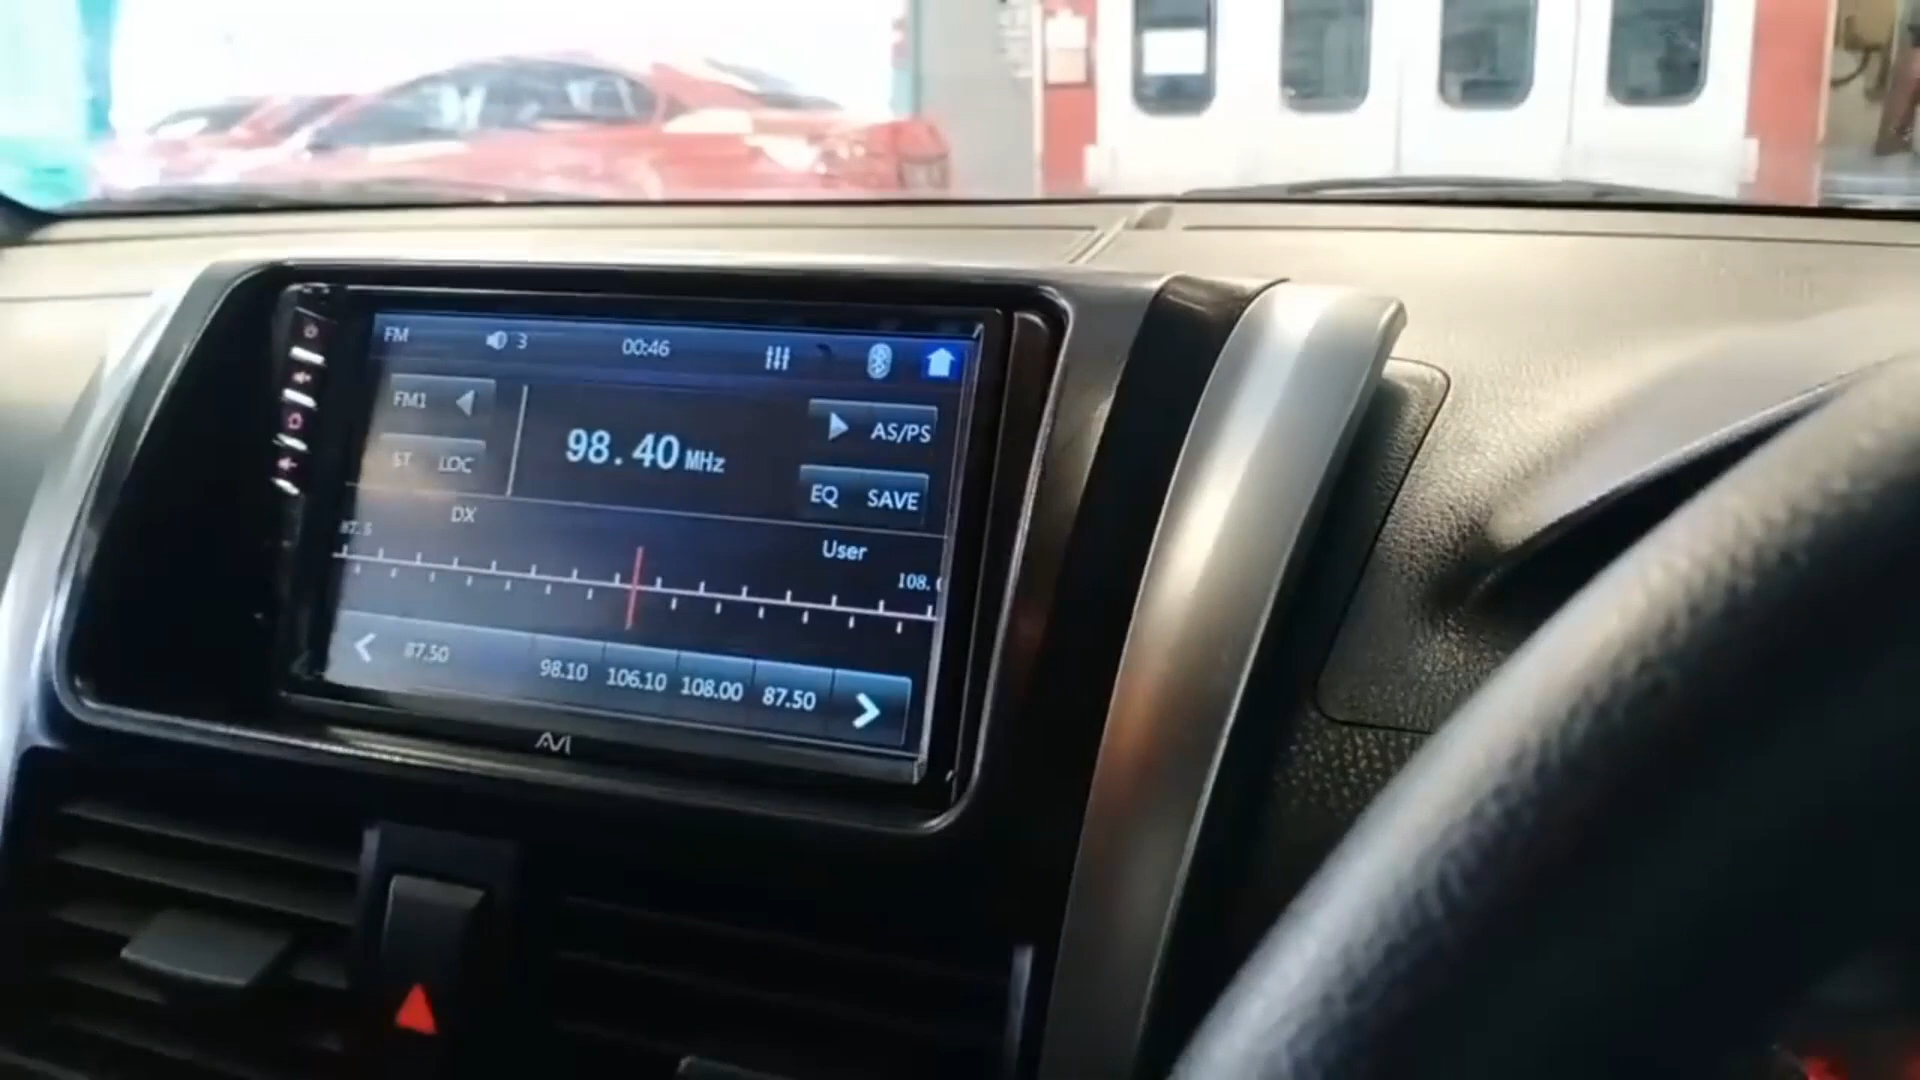 FM 3 00:46
FM1 AS/PS
98.40 MHz
ST LOC EQ SAVE
DX User
87.5 108.0
87.50 98.10 106.10 108.00 87.50
AVI